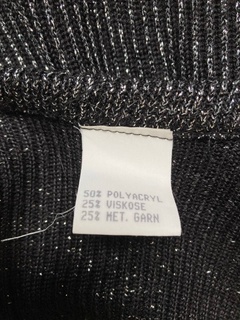 50% POLYACRYL
25% VISKOSE
25% MET. GARN